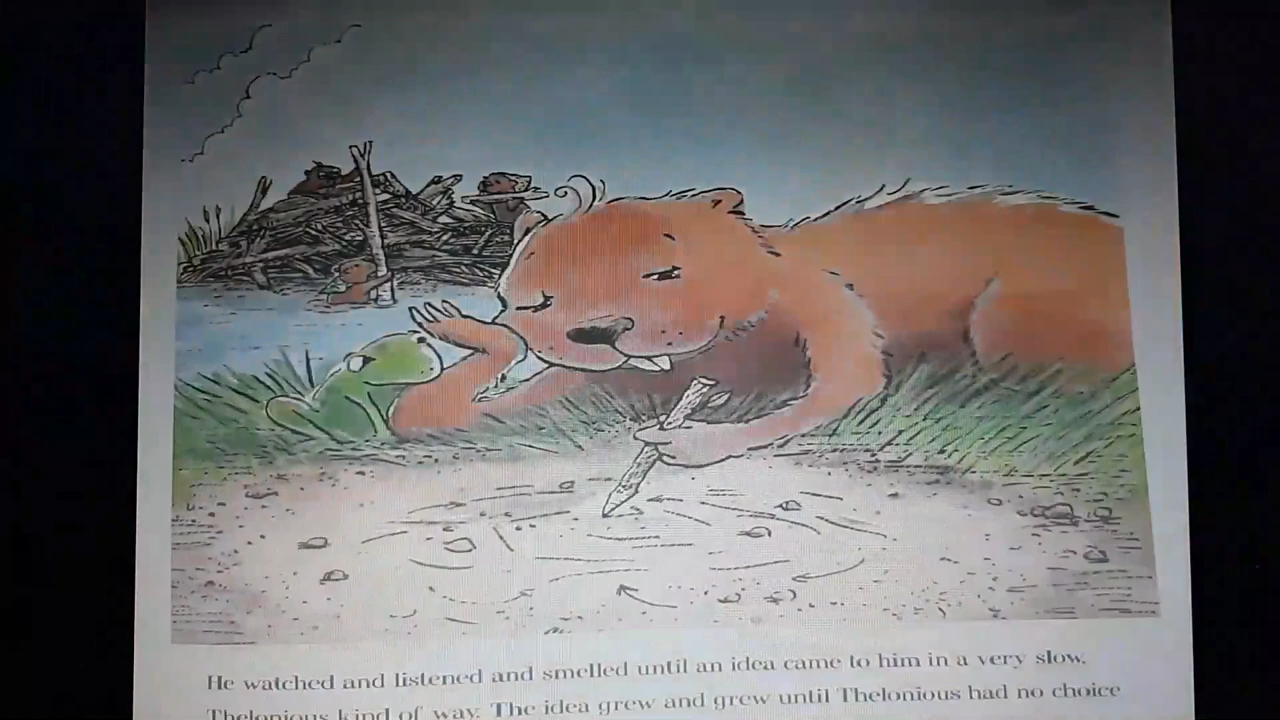 He watched and listened and smelled until an idea came to him in a very slow,
Thelonious kind of way. The idea grew and grew until Thelonious had no choice